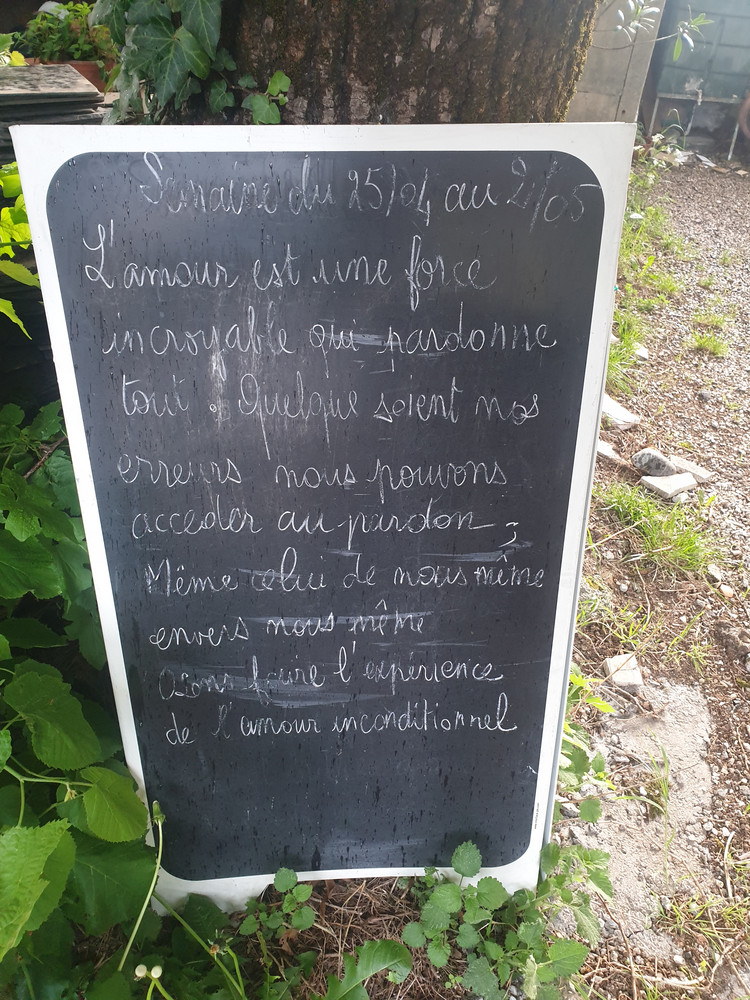 Semaine du 25/04 au 2/05
L'amour est une force
incroyable qui pardonne
tout. Quelque soient nos
erreurs nous pouvons
acceder au pardon,
Même celui de nous même
envers nous même
Osons faire l'expérience
de l'amour inconditionnel